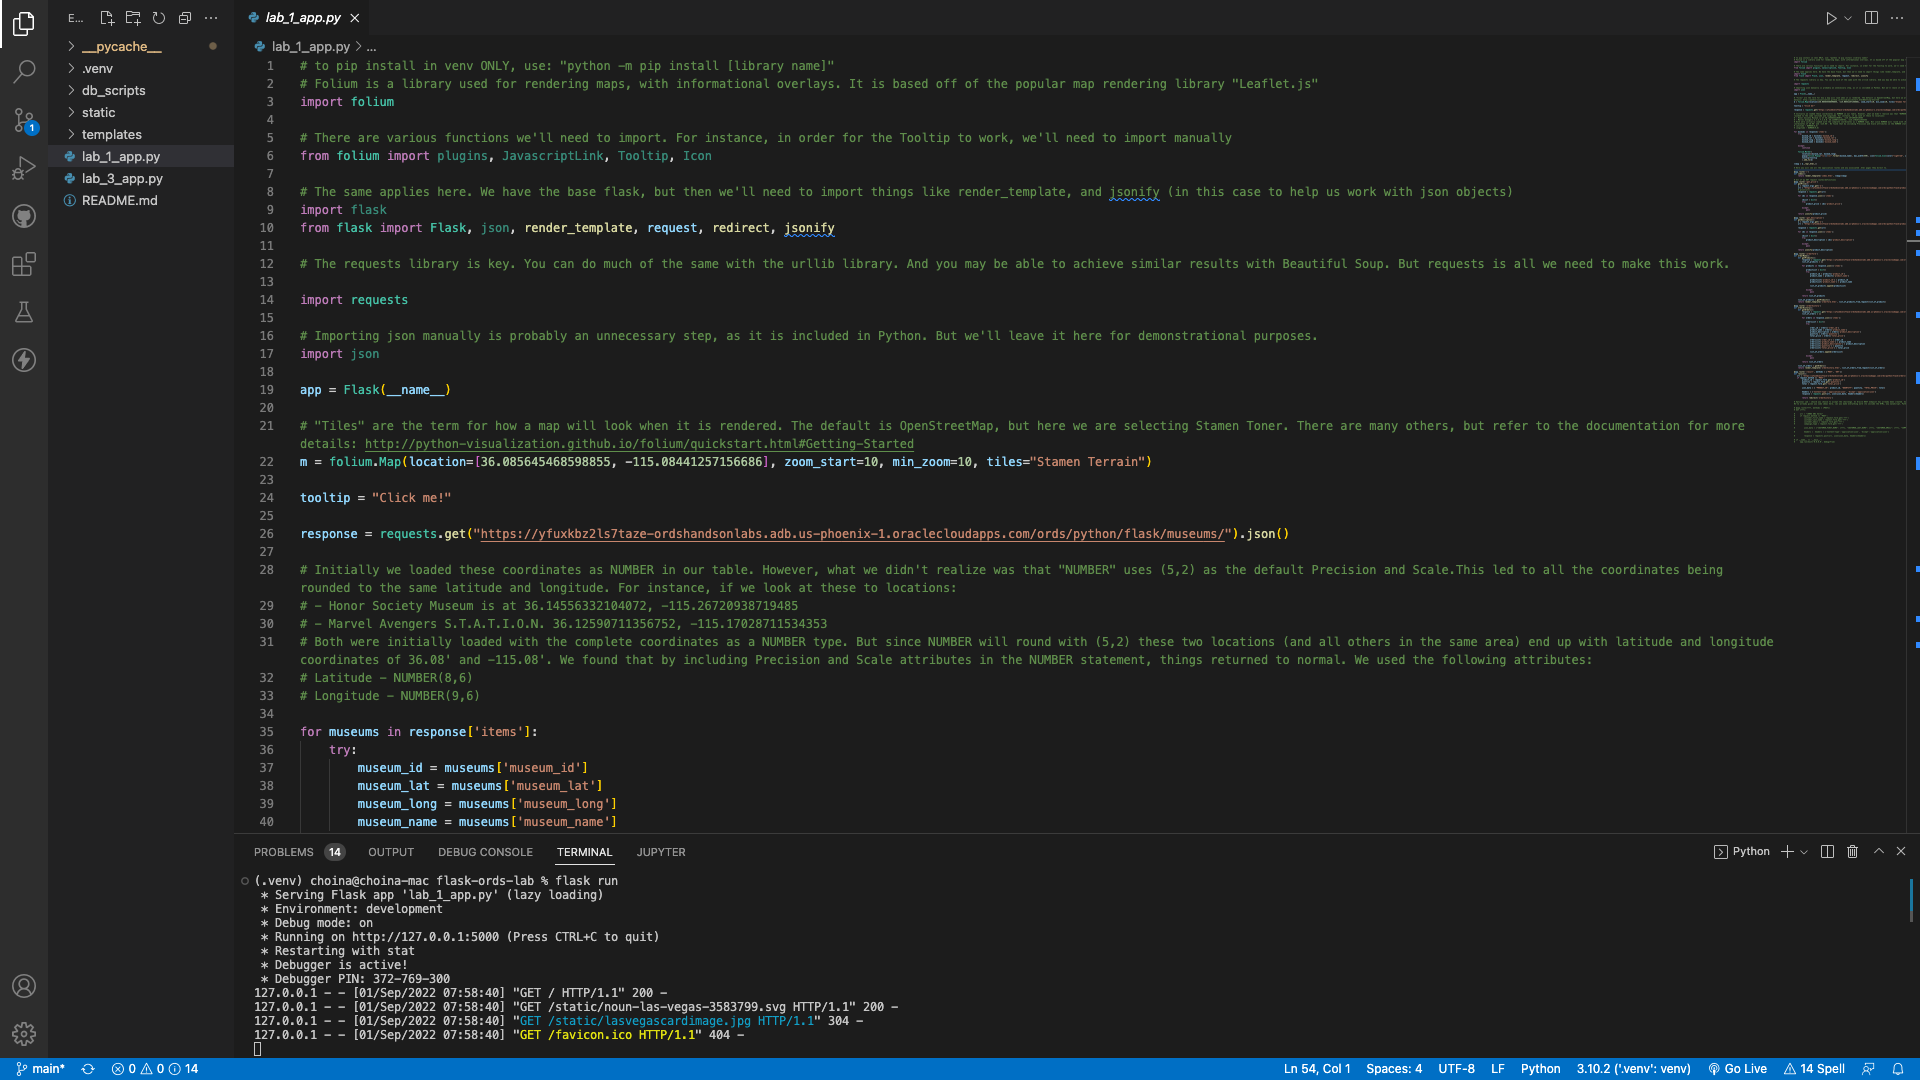 E...
lab_1_app.py
__pycache__
.venv
db_scripts
static
templates
lab_1_app.py
lab_3_app.py
README.md
1
lab_1_app.py > ...
1 # to pip install in venv ONLY, use: "python -m pip install [library name]"
2 # Folium is a library used for rendering maps, with informational overlays. It is based off of the popular map rendering library "Leaflet.js"
3 import folium
4
5 # There are various functions we'll need to import. For instance, in order for the Tooltip to work, we'll need to import manually
6 from folium import plugins, JavascriptLink, Tooltip, Icon
7
8 # The same applies here. We have the base flask, but then we'll need to import things like render_template, and jsonify (in this case to help us work with json objects)
9 import flask
10 from flask import Flask, json, render_template, request, redirect, jsonify
11
12 # The requests library is key. You can do much of the same with the urllib library. And you may be able to achieve similar results with Beautiful Soup. But requests is all we need to make this work.
13
14 import requests
15
16 # Importing json manually is probably an unnecessary step, as it is included in Python. But we'll leave it here for demonstrational purposes.
17 import json
18
19 app = Flask(__name__)
20
21 # "Tiles" are the term for how a map will look when it is rendered. The default is OpenStreetMap, but here we are selecting Stamen Toner. There are many others, but refer to the documentation for more
details: http://python-visualization.github.io/folium/quickstart.html#Getting-Started
22 m = folium.Map(location=[36.085645468598855, -115.08441257156686], zoom_start=10, min_zoom=10, tiles="Stamen Terrain")
23
24 tooltip = "Click me!"
25
26 response = requests.get("https://yfuxkbz2ls7taze-ordshandsonlabs.adb.us-phoenix-1.oraclecloudapps.com/ords/python/flask/museums/").json()
27
28 # Initially we loaded these coordinates as NUMBER in our table. However, what we didn't realize was that "NUMBER" uses (5,2) as the default Precision and Scale.This led to all the coordinates being
rounded to the same latitude and longitude. For instance, if we look at these to locations:
29 # - Honor Society Museum is at 36.14556332104072, -115.26720938719485
30 # - Marvel Avengers S.T.A.T.I.O.N. 36.12590711356752, -115.17028711534353
31 # Both were initially loaded with the complete coordinates as a NUMBER type. But since NUMBER will round with (5,2) these two locations (and all others in the same area) end up with latitude and longitude
coordinates of 36.08' and -115.08'. We found that by including Precision and Scale attributes in the NUMBER statement, things returned to normal. We used the following attributes:
32 # Latitude - NUMBER(8,6)
33 # Longitude - NUMBER(9,6)
34
35 for museums in response['items']:
36 try:
37 museum_id = museums['museum_id']
38 museum_lat = museums['museum_lat']
39 museum_long = museums['museum_long']
40 museum_name = museums['museum_name']
PROBLEMS 14 OUTPUT DEBUG CONSOLE TERMINAL JUPYTER Python
(.venv) choina@choina-mac flask-ords-lab % flask run
* Serving Flask app 'lab_1_app.py' (lazy loading)
* Environment: development
* Debug mode: on
* Running on http://127.0.0.1:5000 (Press CTRL+C to quit)
* Restarting with stat
* Debugger is active!
* Debugger PIN: 372-769-300
127.0.0.1 - - [01/Sep/2022 07:58:40] "GET / HTTP/1.1" 200 -
127.0.0.1 - - [01/Sep/2022 07:58:40] "GET /static/noun-las-vegas-3583799.svg HTTP/1.1" 200 -
127.0.0.1 - - [01/Sep/2022 07:58:40] "GET /static/lasvegascardimage.jpg HTTP/1.1" 304 -
127.0.0.1 - - [01/Sep/2022 07:58:40] "GET /favicon.ico HTTP/1.1" 404 -
main* 0 0 14 Ln 54, Col 1 Spaces: 4 UTF-8 LF Python 3.10.2 ('.venv': venv) Go Live 14 Spell